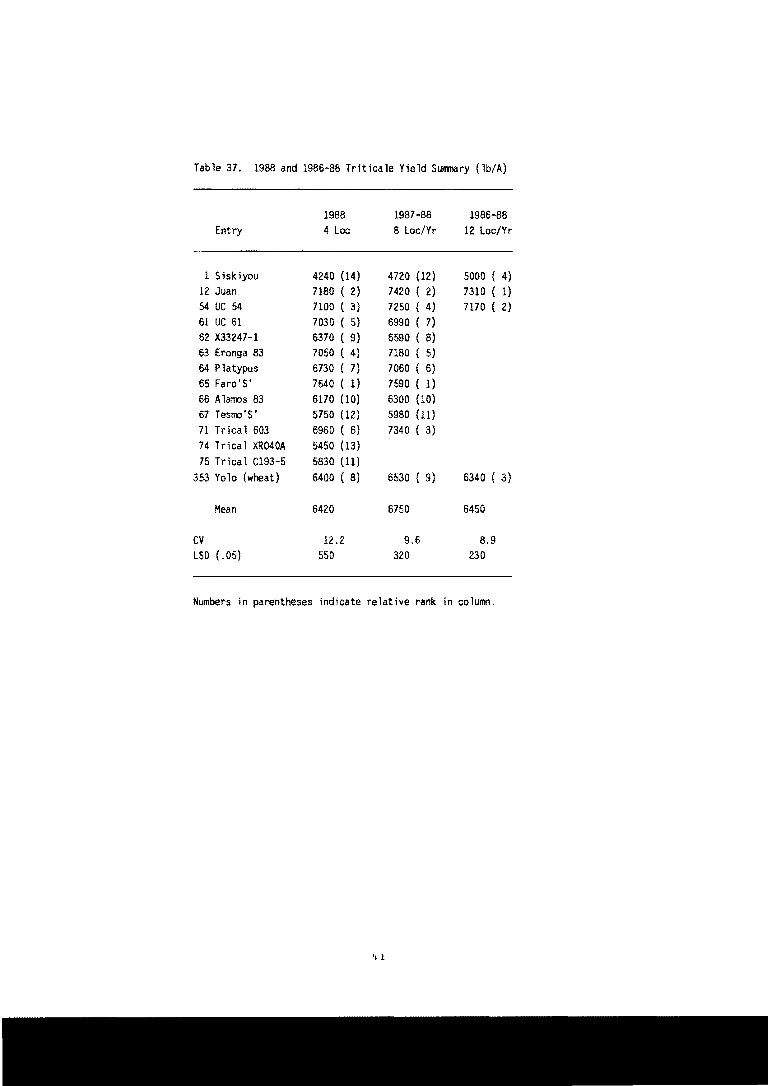 Table 37. 1988 and 1986-88 Triticale Yield Summary (lb/A)
1988 1987-88 1986-88
Entry 4 Loc 8 Loc/Yr 12 Loc/Yr
1 Siskiyou 4240 (14) 4720 (12) 5000 ( 4)
12 Juan 7180 ( 2) 7420 ( 2) 7310 ( 1)
54 UC 54 7100 ( 3) 7250 ( 4) 7170 ( 2)
61 UC 61 7030 ( 5) 6990 ( 7)
62 X33247-1 6370 ( 9) 6590 ( 8)
63 Eronga 83 7050 ( 4) 7180 ( 5)
64 Platypus 6730 ( 7) 7060 ( 6)
65 Faro'S' 7640 ( 1) 7590 ( 1)
66 Alamos 83 6170 (10) 6300 (10)
67 Tesmo'S' 5750 (12) 5980 (11)
71 Trical 603 6960 ( 6) 7340 ( 3)
74 Trical XR040A 5450 (13)
75 Trical C193-5 5830 (11)
353 Yolo (wheat) 6400 ( 8) 6530 ( 9) 6340 ( 3)
Mean 6420 6750 6450
CV 12.2 9.6 8.9
LSD (.05) 550 320 230
Numbers in parentheses indicate relative rank in column.